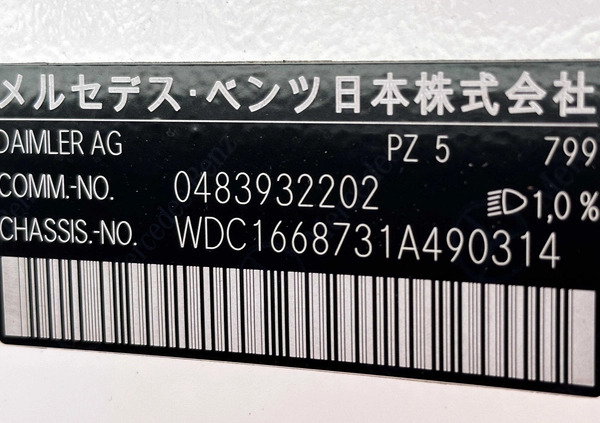 メルセデス・ベンツ日本株式会社
DAIMLER AG PZ 5 799
COMM.-NO. 0483932202 1,0 %
CHASSIS.-NO. WDC1668731A490314